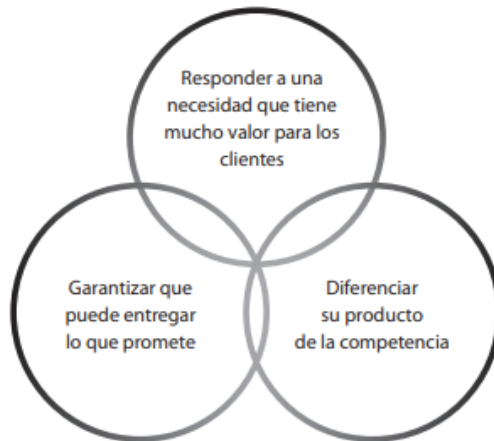 Responder a una
necesidad que tiene
mucho valor para los
clientes
Garantizar que
puede entregar
lo que promete
Diferenciar
su producto
de la competencia